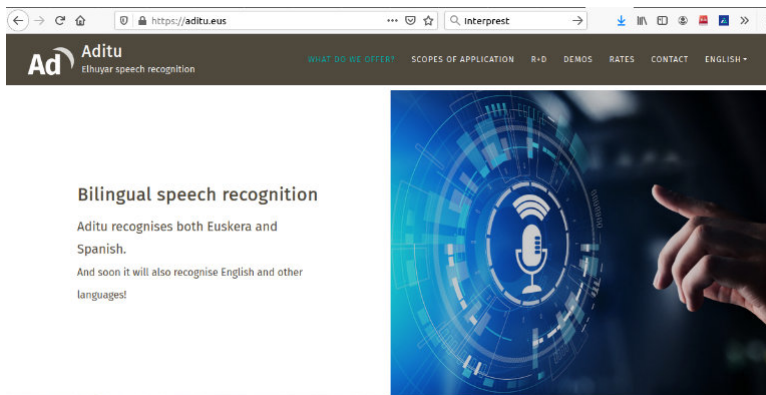 https://aditu.eus
Interprest
Ad
Aditu
Elhuyar speech recognition
WHAT DO WE OFFER? SCOPES OF APPLICATION R+D DEMOS RATES CONTACT ENGLISH
Bilingual speech recognition
Aditu recognises both Euskera and
Spanish.
And soon it will also recognise English and other
languages!